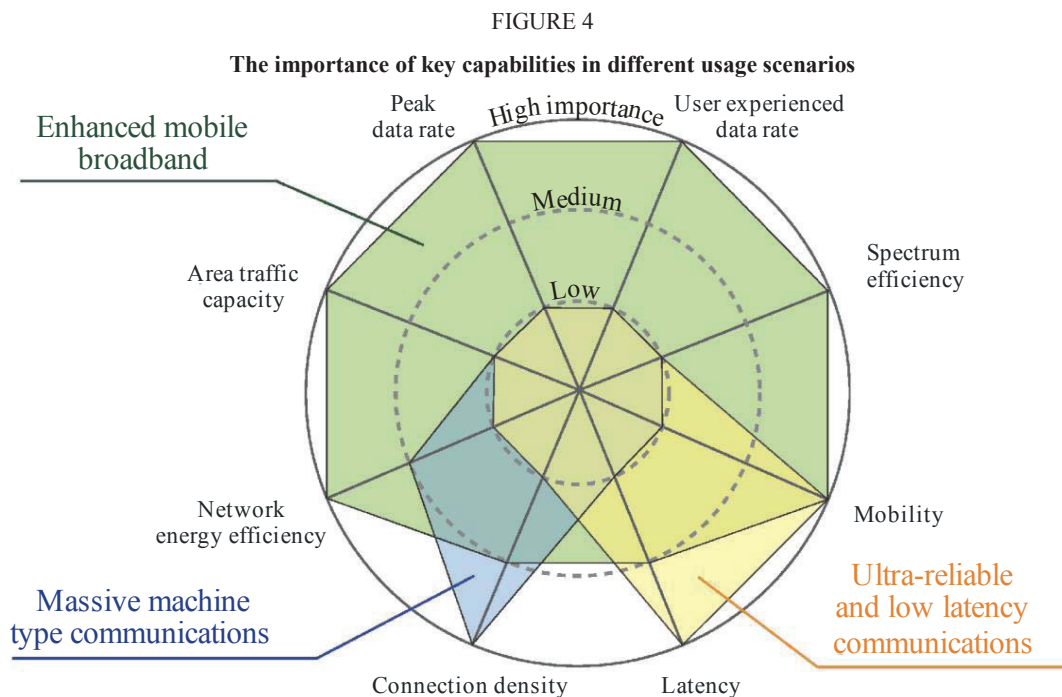 FIGURE 4
The importance of key capabilities in different usage scenarios
Peak
data rate
High importance
User experienced
data rate
Enhanced mobile
broadband
Medium
Area traffic
capacity
Low
Spectrum
efficiency
Network
energy efficiency
Mobility
Massive machine
type communications
Ultra-reliable
and low latency
communications
Connection density
Latency